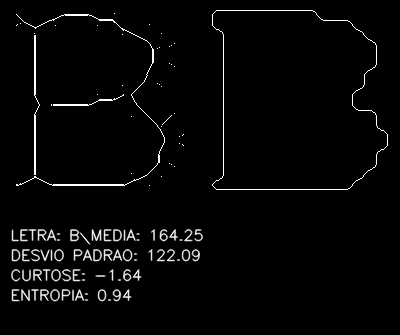 LETRA: B\MEDIA: 164.25
DESVIO PADRAO: 122.09
CURTOSE: -1.64
ENTROPIA: 0.94